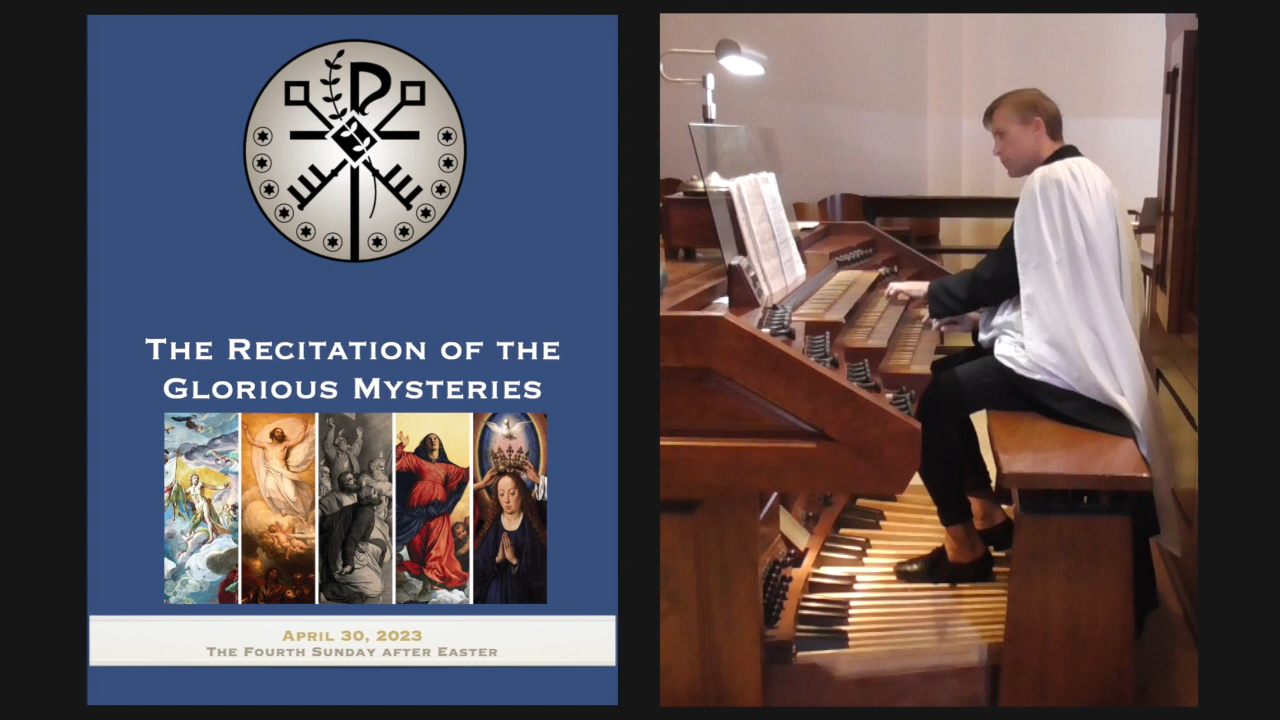 The Recitation of the
Glorious Mysteries
April 30, 2023
The Fourth Sunday after Easter